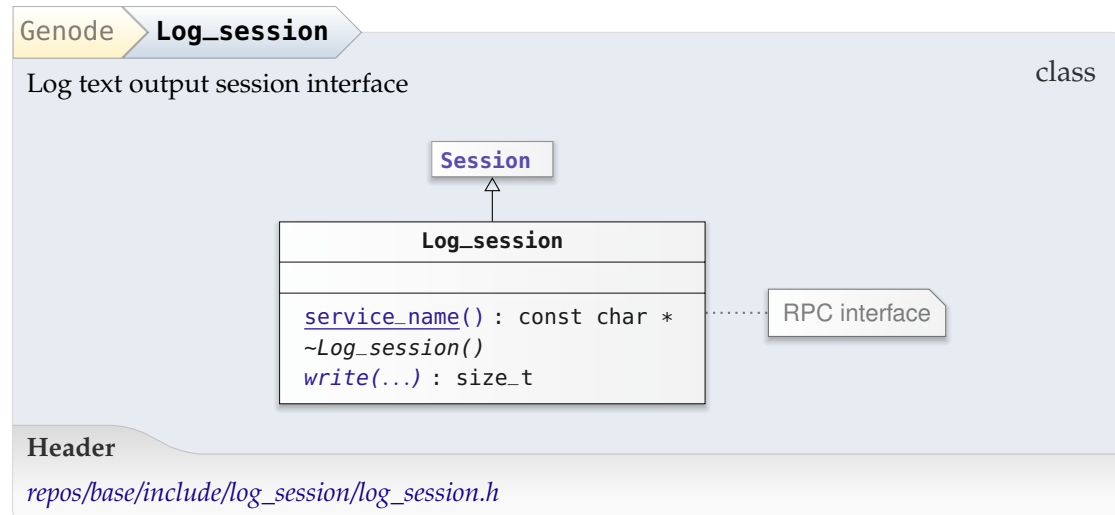 Genode Log_session
class
Log text output session interface
Session
Log_session
service_name() : const char *
~Log_session()
write(...) : size_t
RPC interface
Header
repos/base/include/log_session/log_session.h